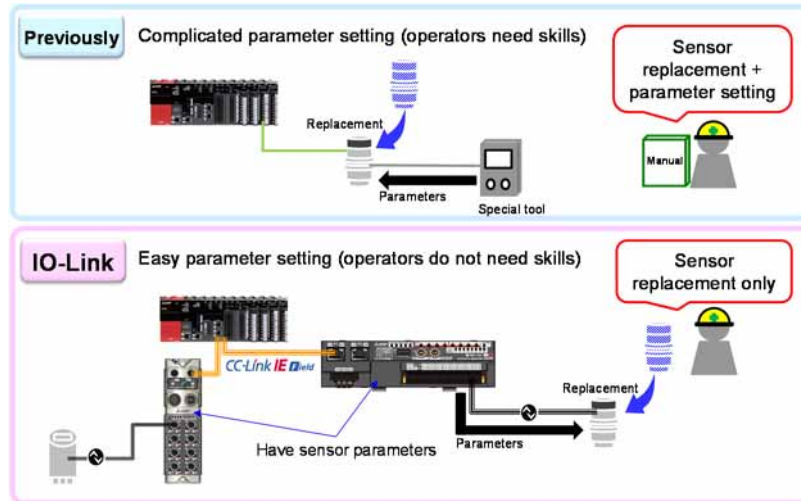 Previously
Complicated parameter setting (operators need skills)
Sensor
replacement +
parameter setting
Replacement
Manual
Parameters
Special tool
IO-Link
Easy parameter setting (operators do not need skills)
Sensor
replacement only
CC-Link IE Field
Replacement
Have sensor parameters
Parameters